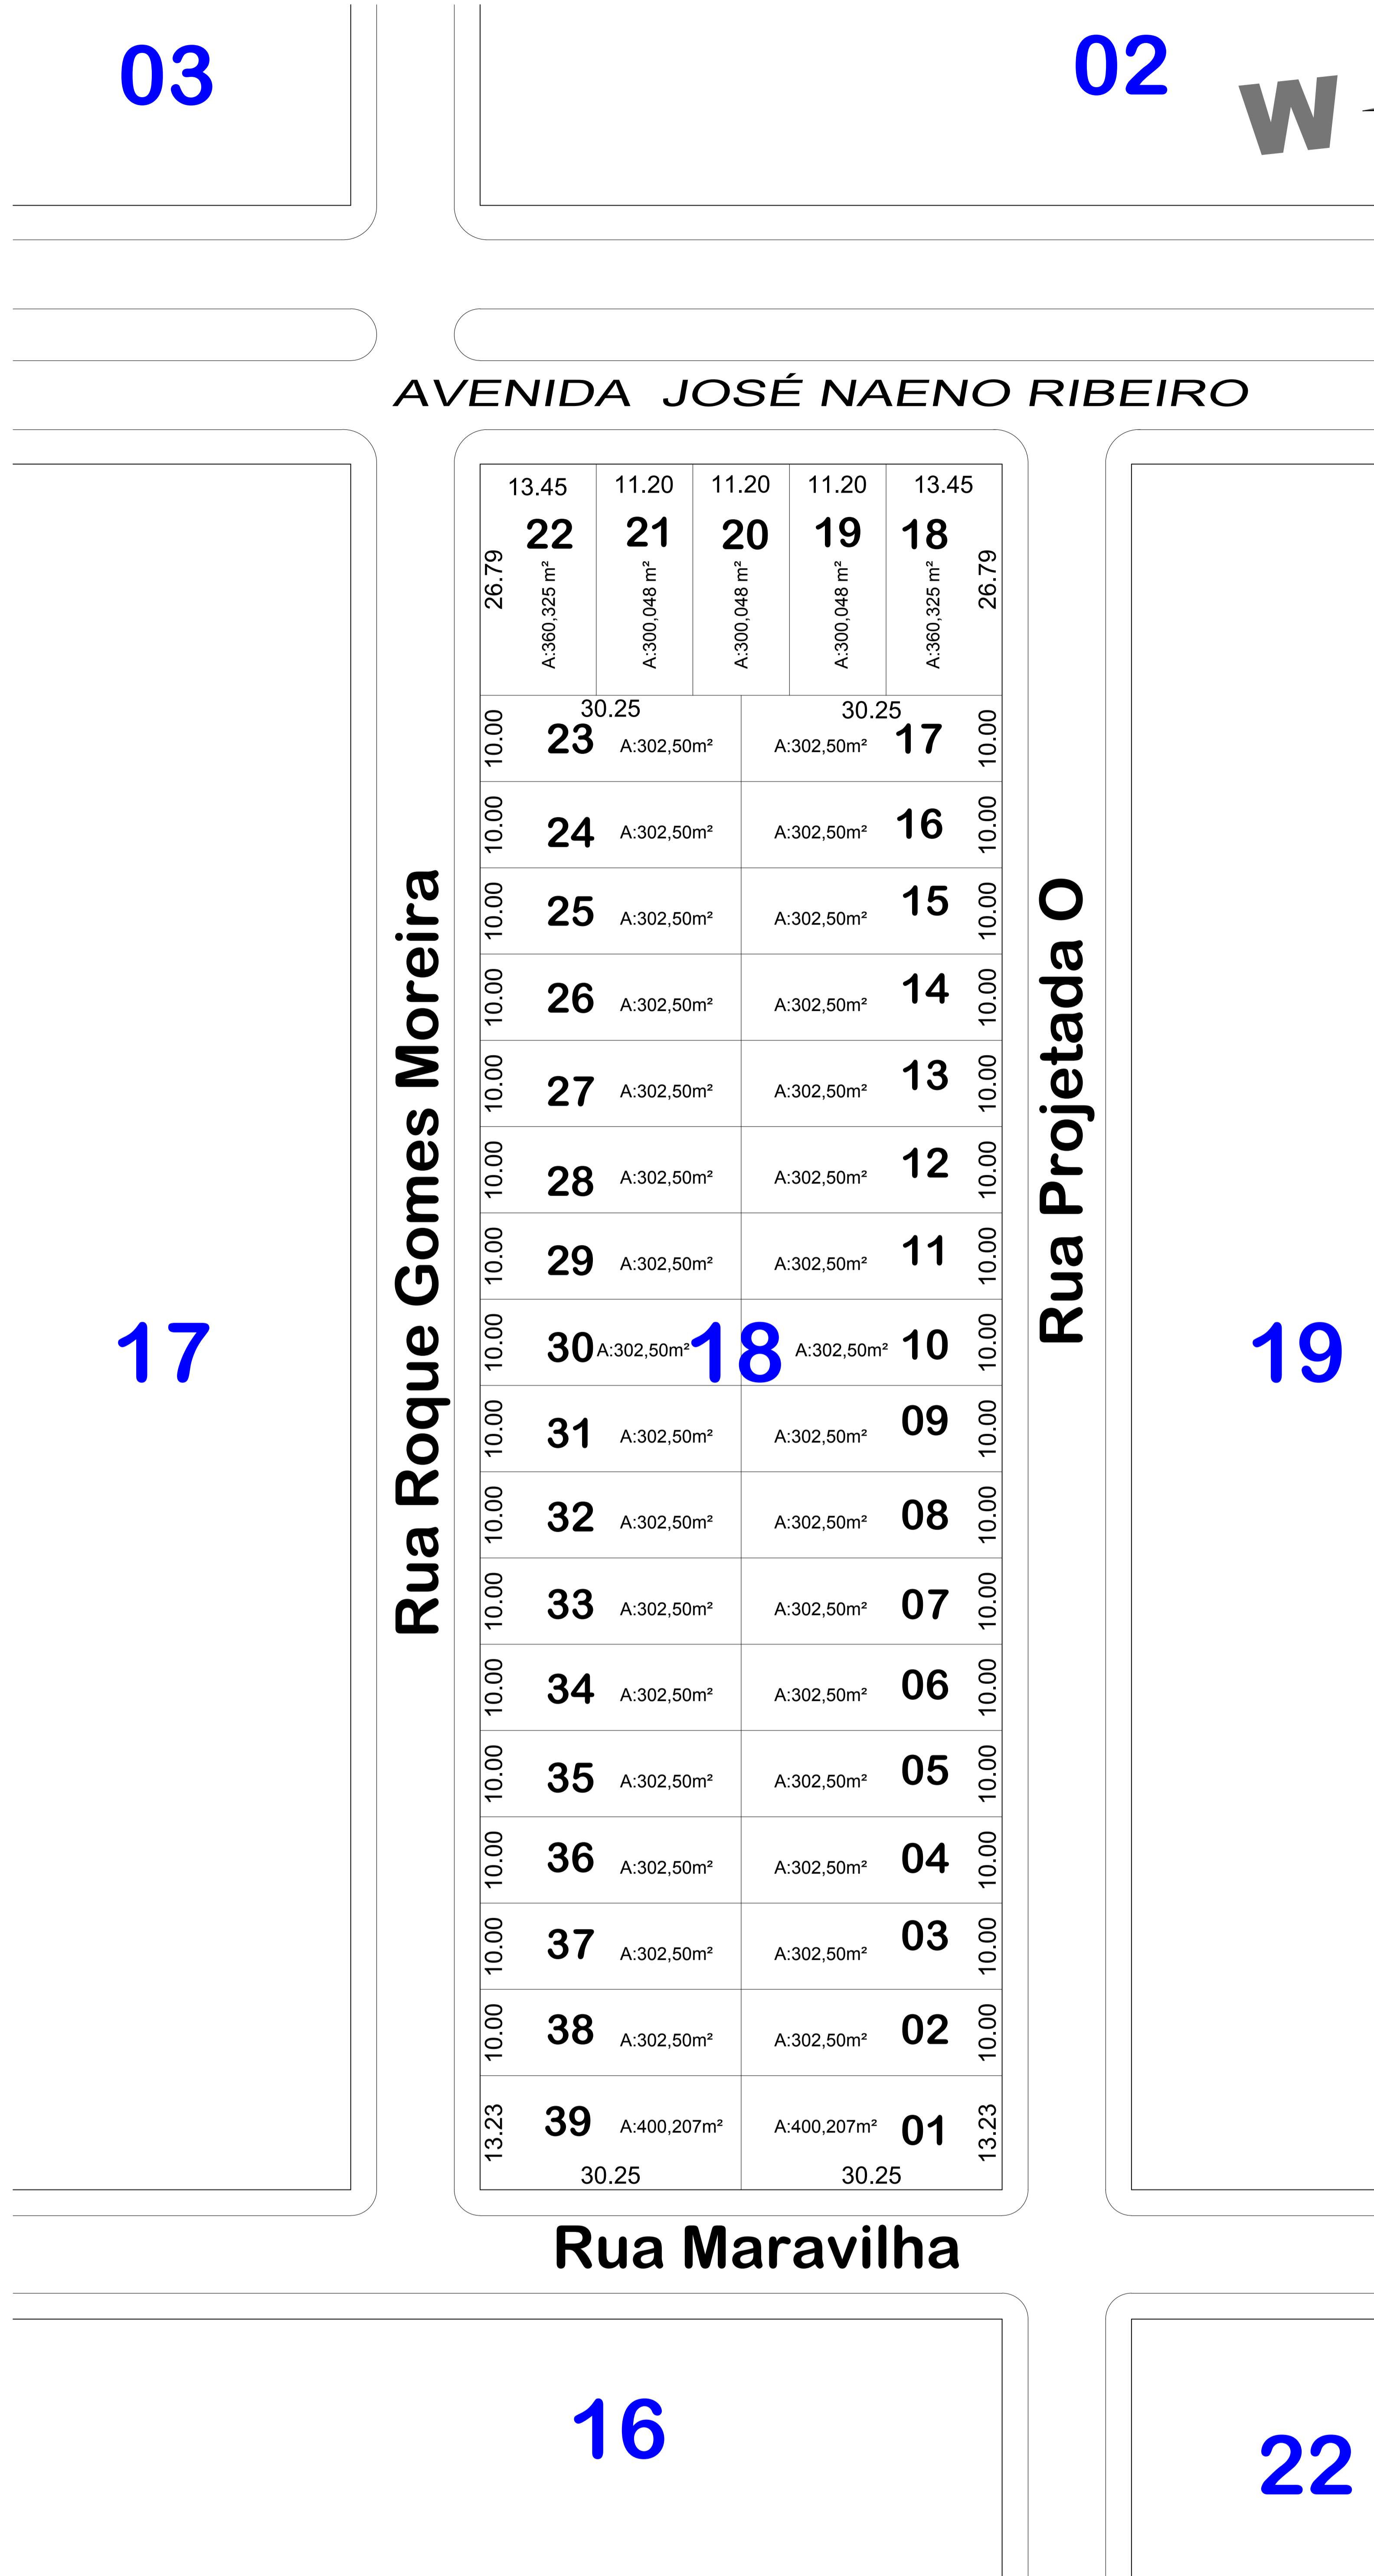 03
02
W
AVENIDA JOSÉ NAENO RIBEIRO
13.45 11.20 11.20 11.20 13.45
22 21 20 19 18
26.79 A:360,325 m² A:300,048 m² A:300,048 m² A:300,048 m² A:360,325 m² 26.79
30.25 30.25
10.00 23 A:302,50m² A:302,50m² 17 10.00
10.00 24 A:302,50m² A:302,50m² 16 10.00
10.00 25 A:302,50m² A:302,50m² 15 10.00
10.00 26 A:302,50m² A:302,50m² 14 10.00
10.00 27 A:302,50m² A:302,50m² 13 10.00
10.00 28 A:302,50m² A:302,50m² 12 10.00
10.00 29 A:302,50m² A:302,50m² 11 10.00
10.00 30 A:302,50m² 18 A:302,50m² 10 10.00
10.00 31 A:302,50m² A:302,50m² 09 10.00
10.00 32 A:302,50m² A:302,50m² 08 10.00
10.00 33 A:302,50m² A:302,50m² 07 10.00
10.00 34 A:302,50m² A:302,50m² 06 10.00
10.00 35 A:302,50m² A:302,50m² 05 10.00
10.00 36 A:302,50m² A:302,50m² 04 10.00
10.00 37 A:302,50m² A:302,50m² 03 10.00
10.00 38 A:302,50m² A:302,50m² 02 10.00
13.23 39 A:400,207m² A:400,207m² 01 13.23
30.25 30.25
Rua Roque Gomes Moreira
Rua Projetada O
17
19
Rua Maravilha
16
22